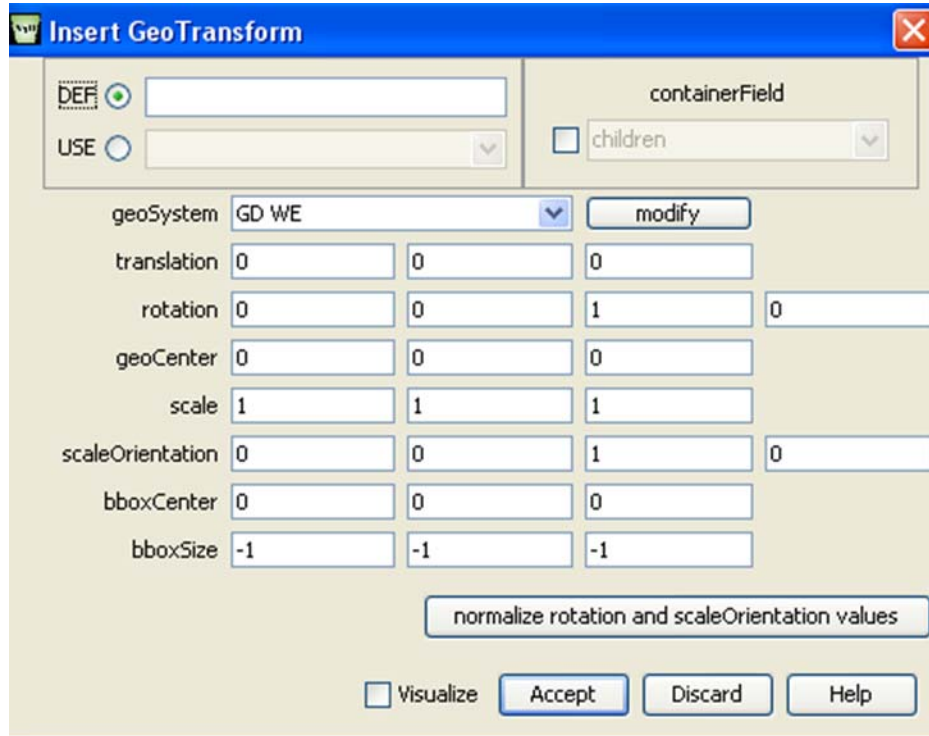 Insert GeoTransform
DEF
containerField
USE
children
geoSystem GD WE modify
translation 0 0 0
rotation 0 0 1 0
geoCenter 0 0 0
scale 1 1 1
scaleOrientation 0 0 1 0
bboxCenter 0 0 0
bboxSize -1 -1 -1
normalize rotation and scaleOrientation values
Visualize Accept Discard Help